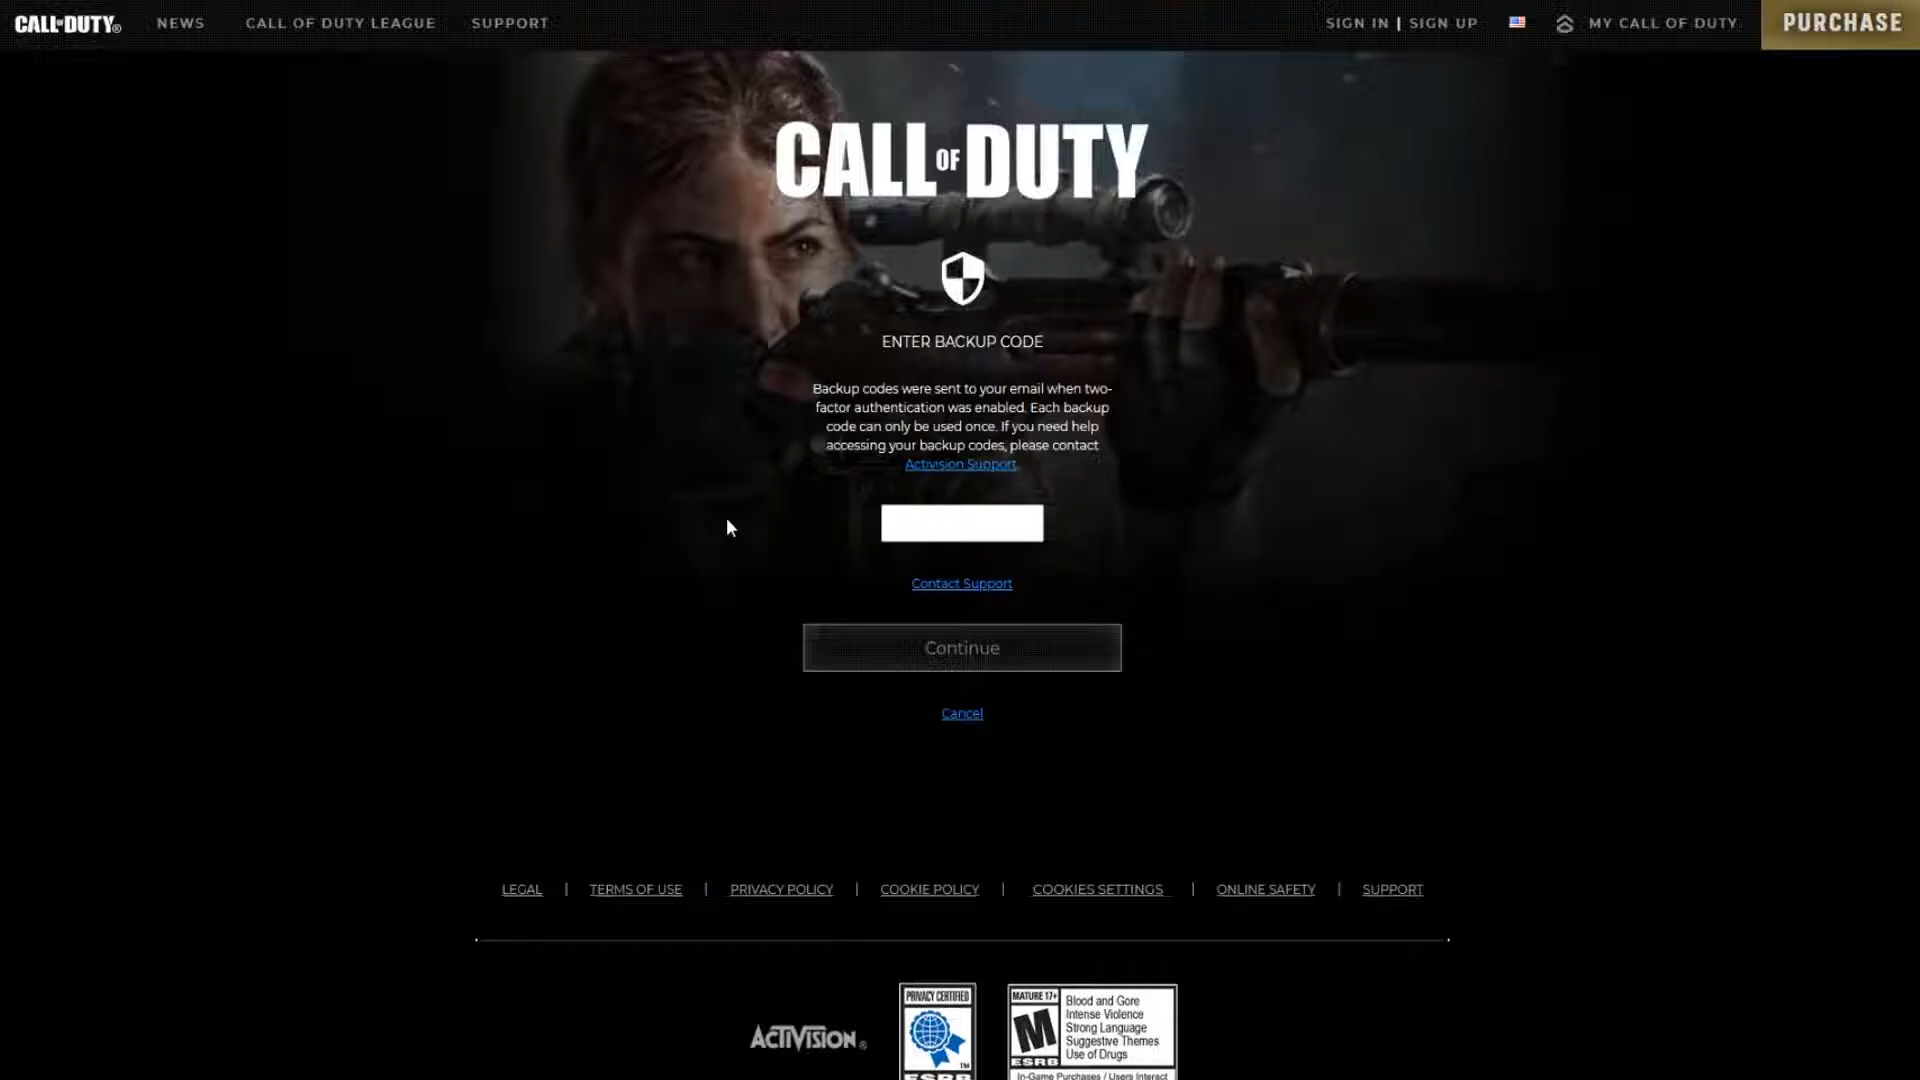 CALL OF DUTY®
NEWS
CALL OF DUTY LEAGUE
SUPPORT
SIGN IN | SIGN UP
MY CALL OF DUTY
PURCHASE
CALL OF DUTY
ENTER BACKUP CODE
Backup codes were sent to your email when two-
factor authentication was enabled. Each backup
code can only be used once. If you need help
accessing your backup codes, please contact
Activision Support
Contact Support
Continue
Cancel
LEGAL | TERMS OF USE | PRIVACY POLICY | COOKIE POLICY | COOKIES SETTINGS | ONLINE SAFETY | SUPPORT
ACTIVISION®
PRIVACY CERTIFIED
TM
ESRB
MATURE 17+
M
ESRB
Blood and Gore
Intense Violence
Strong Language
Suggestive Themes
Use of Drugs
In-Game Purchases / Users Interact